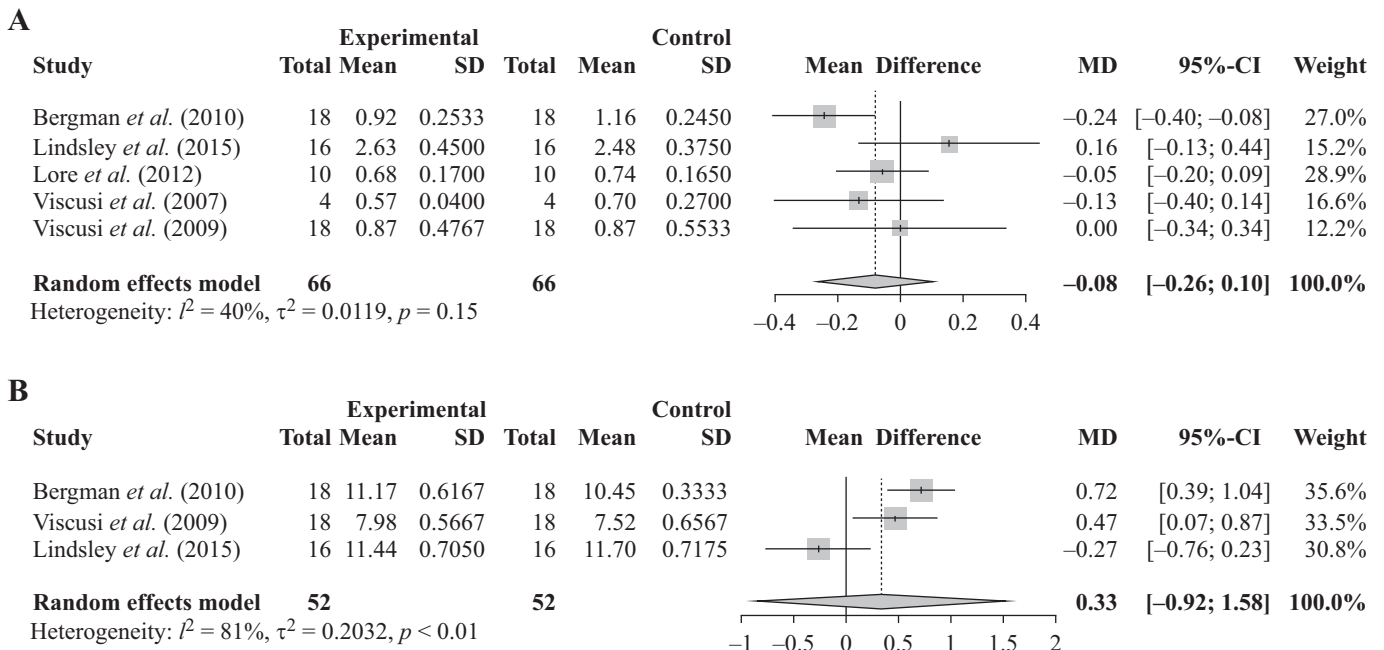 A
Experimental Control
Study Total Mean SD Total Mean SD Mean Difference MD 95%-CI Weight
Bergman et al. (2010) 18 0.92 0.2533 18 1.16 0.2450 –0.24 [–0.40; –0.08] 27.0%
Lindsley et al. (2015) 16 2.63 0.4500 16 2.48 0.3750 0.16 [–0.13; 0.44] 15.2%
Lore et al. (2012) 10 0.68 0.1700 10 0.74 0.1650 –0.05 [–0.20; 0.09] 28.9%
Viscusi et al. (2007) 4 0.57 0.0400 4 0.70 0.2700 –0.13 [–0.40; 0.14] 16.6%
Viscusi et al. (2009) 18 0.87 0.4767 18 0.87 0.5533 0.00 [–0.34; 0.34] 12.2%
Random effects model 66 66 –0.08 [–0.26; 0.10] 100.0%
Heterogeneity: I² = 40%, τ² = 0.0119, p = 0.15
–0.4 –0.2 0 0.2 0.4
B
Experimental Control
Study Total Mean SD Total Mean SD Mean Difference MD 95%-CI Weight
Bergman et al. (2010) 18 11.17 0.6167 18 10.45 0.3333 0.72 [0.39; 1.04] 35.6%
Viscusi et al. (2009) 18 7.98 0.5667 18 7.52 0.6567 0.47 [0.07; 0.87] 33.5%
Lindsley et al. (2015) 16 11.44 0.7050 16 11.70 0.7175 –0.27 [–0.76; 0.23] 30.8%
Random effects model 52 52 0.33 [–0.92; 1.58] 100.0%
Heterogeneity: I² = 81%, τ² = 0.2032, p < 0.01
–1 –0.5 0 0.5 1 1.5 2